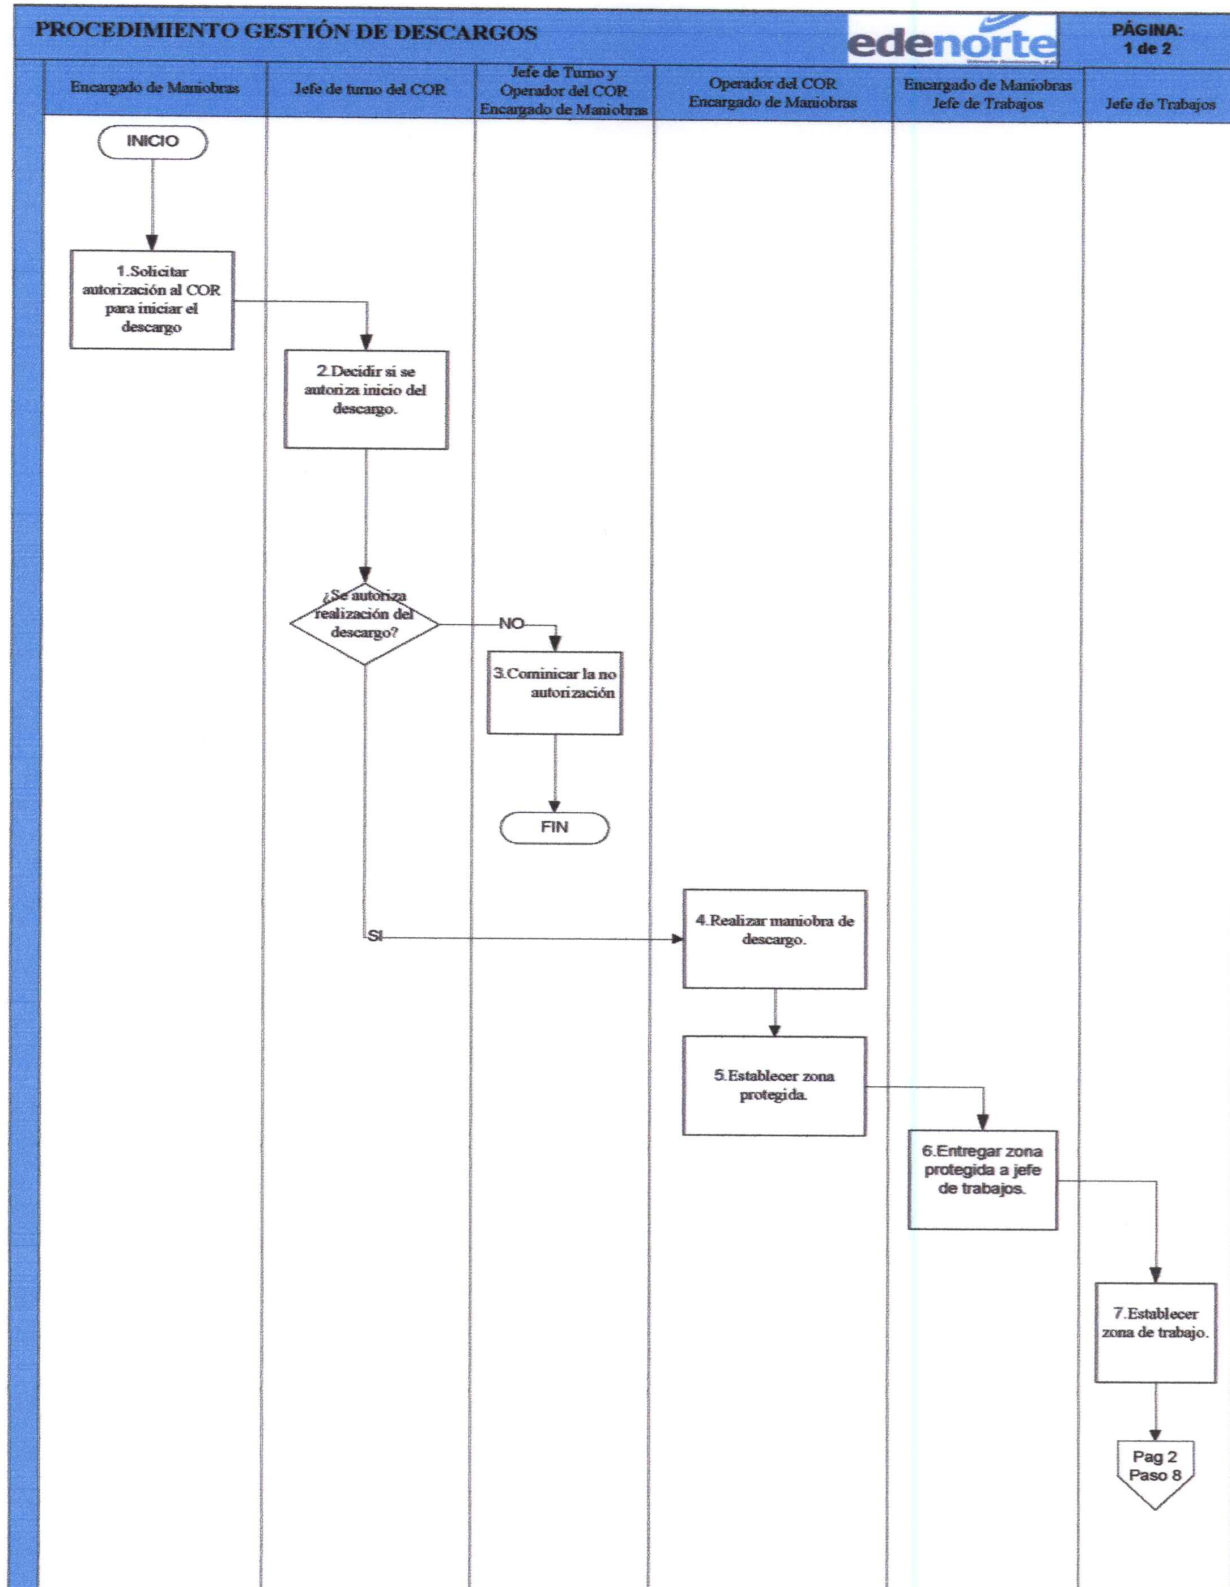 PROCEDIMIENTO GESTIÓN DE DESCARGOS
edenorte
PÁGINA:
1 de 2
Encargado de Maniobras
Jefe de turno del COR
Jefe de Turno y
Operador del COR
Encargado de Maniobras
Operador del COR
Encargado de Maniobras
Encargado de Maniobras
Jefe de Trabajos
Jefe de Trabajos
INICIO
1.Solicitar
autorización al COR
para iniciar el
descargo
2.Decidir si se
autoriza inicio del
descargo.
¿Se autoriza
realización del
descargo?
NO
3.Cominicar la no
autorización
FIN
SI
4.Realizar maniobra de
descargo.
5.Establecer zona
protegida.
6.Entregar zona
protegida a jefe
de trabajos.
7.Establecer
zona de trabajo.
Pag 2
Paso 8